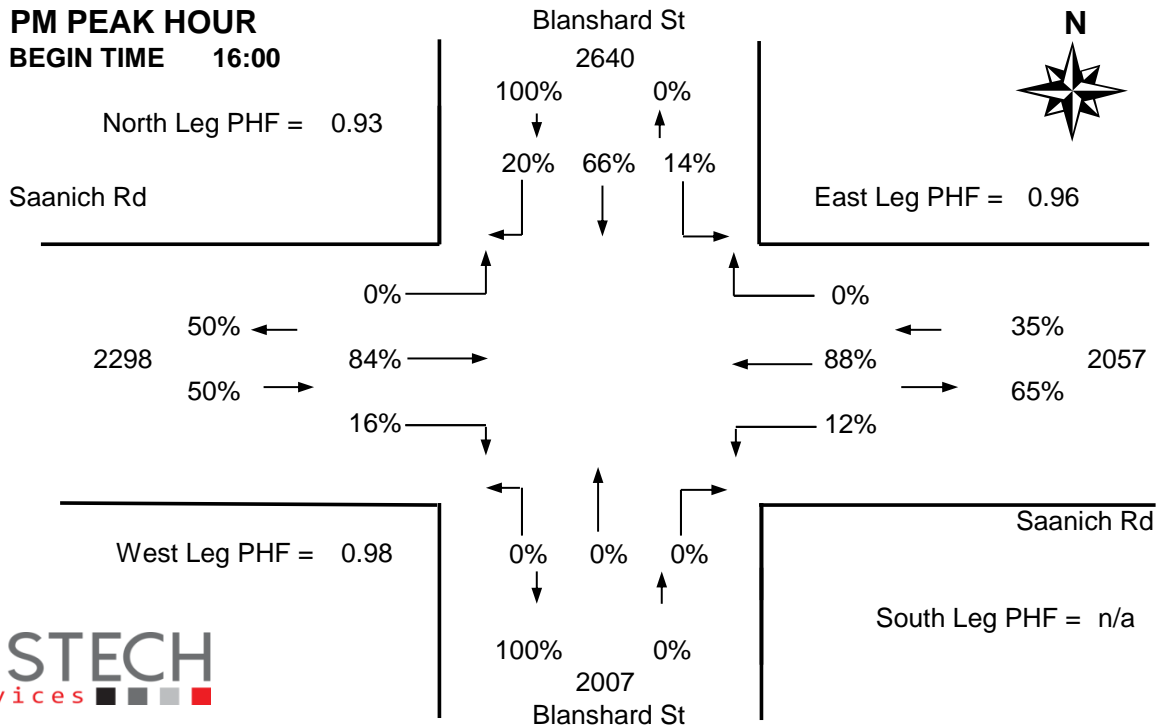 PM PEAK HOUR
BEGIN TIME 16:00
Blanshard St
2640
N
100% 0%
North Leg PHF = 0.93
20% 66% 14%
Saanich Rd
East Leg PHF = 0.96
0% 0%
50% 35%
2298 84% 88% 2057
50% 65%
16% 12%
Saanich Rd
West Leg PHF = 0.98
0% 0% 0%
South Leg PHF = n/a
STECH
vices
100% 0%
2007
Blanshard St